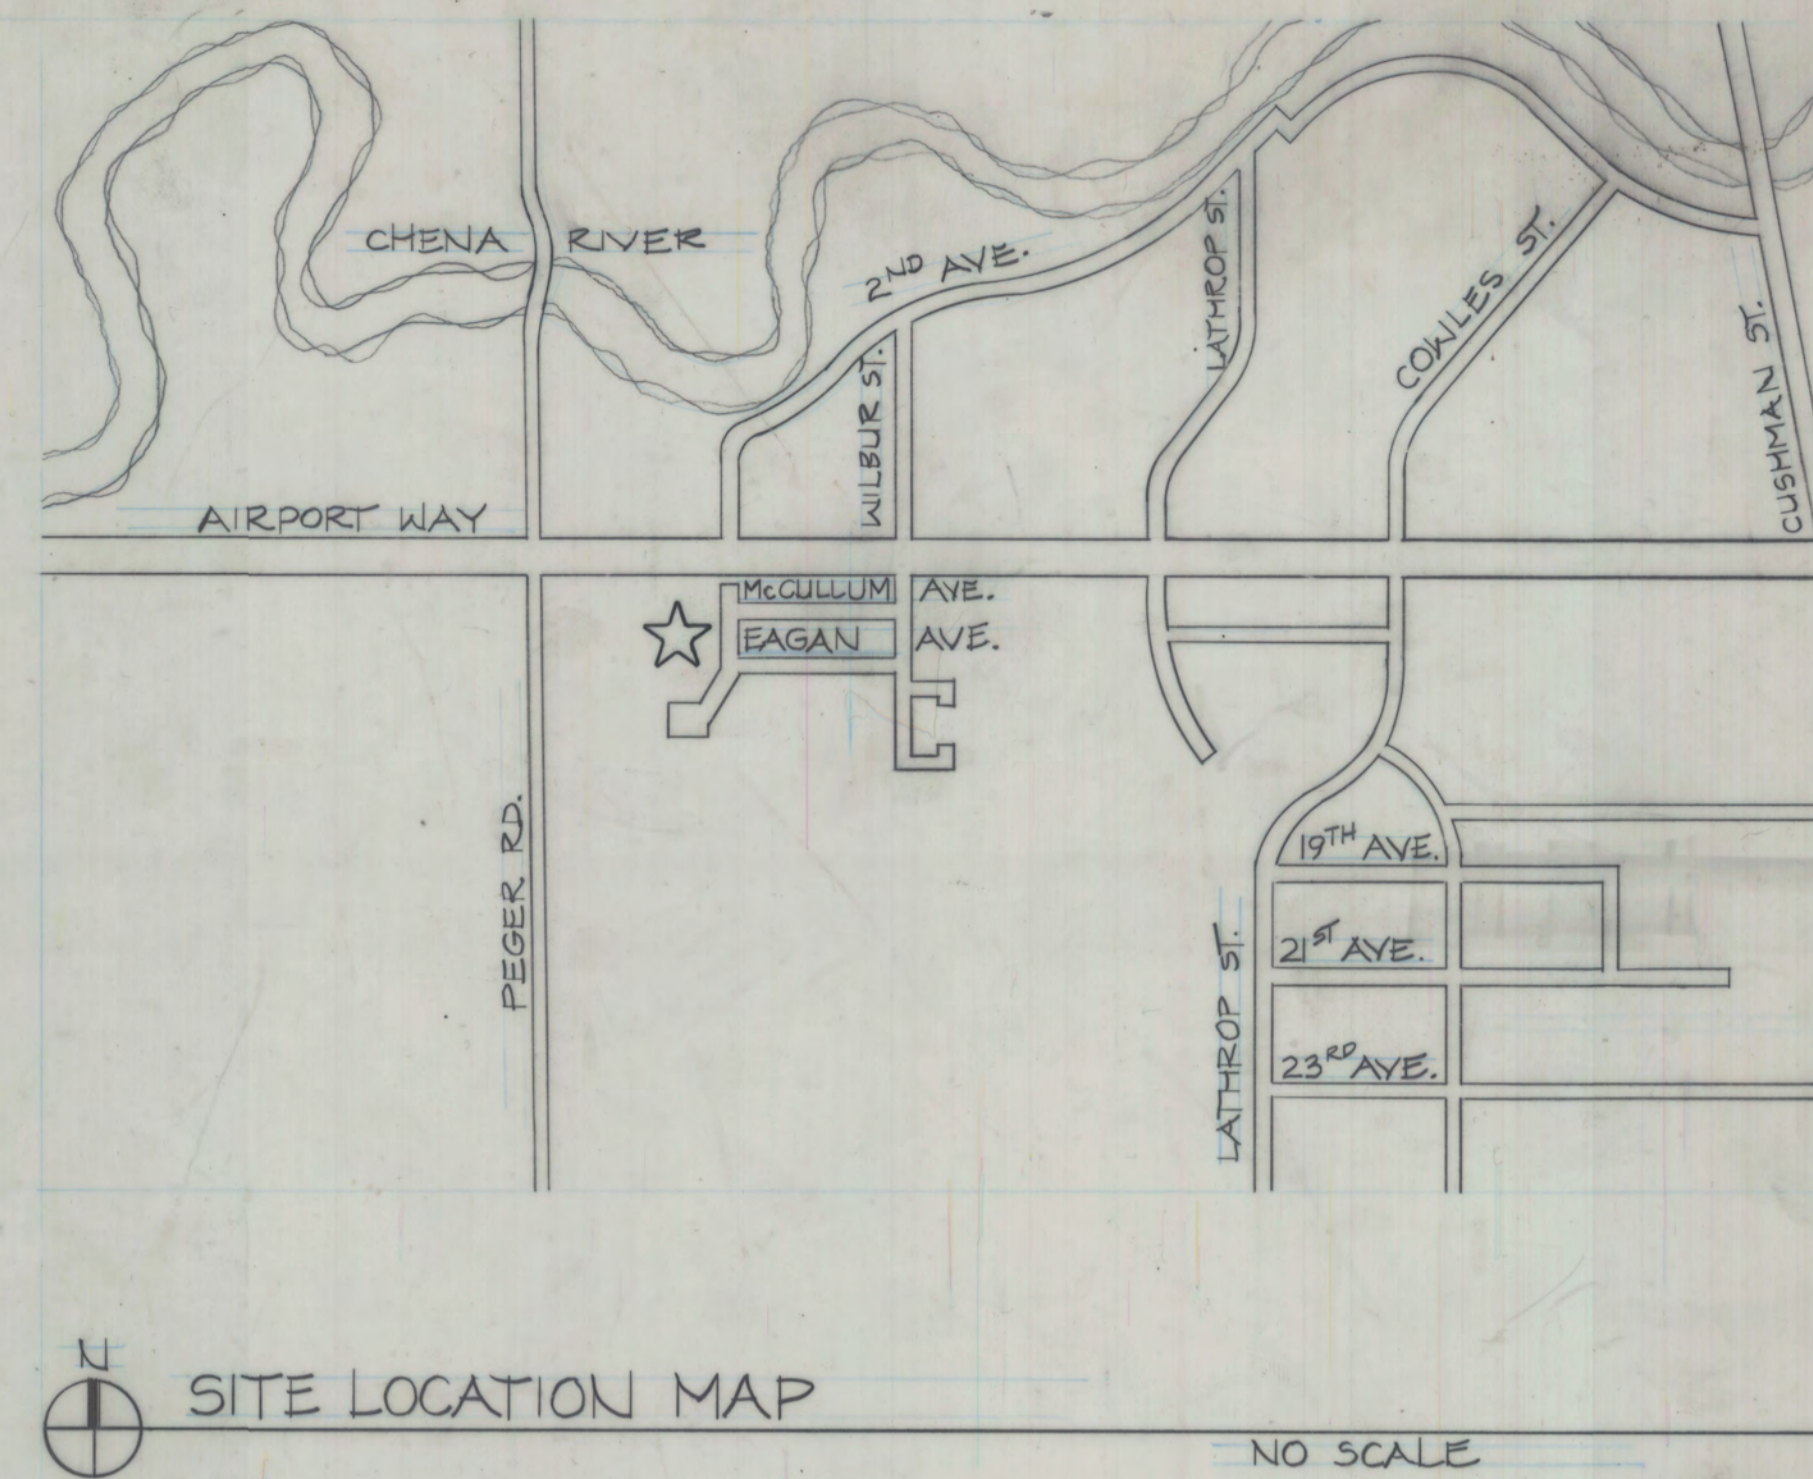 CHENA RIVER
2ND AVE.
LATHROP ST.
COWLES ST.
CUSHMAN ST.
WILBUR ST.
AIRPORT WAY
McCULLUM AVE.
EAGAN AVE.
PEGER RD.
19TH AVE.
21ST AVE.
23RD AVE.
LATHROP ST.
N
SITE LOCATION MAP
NO SCALE